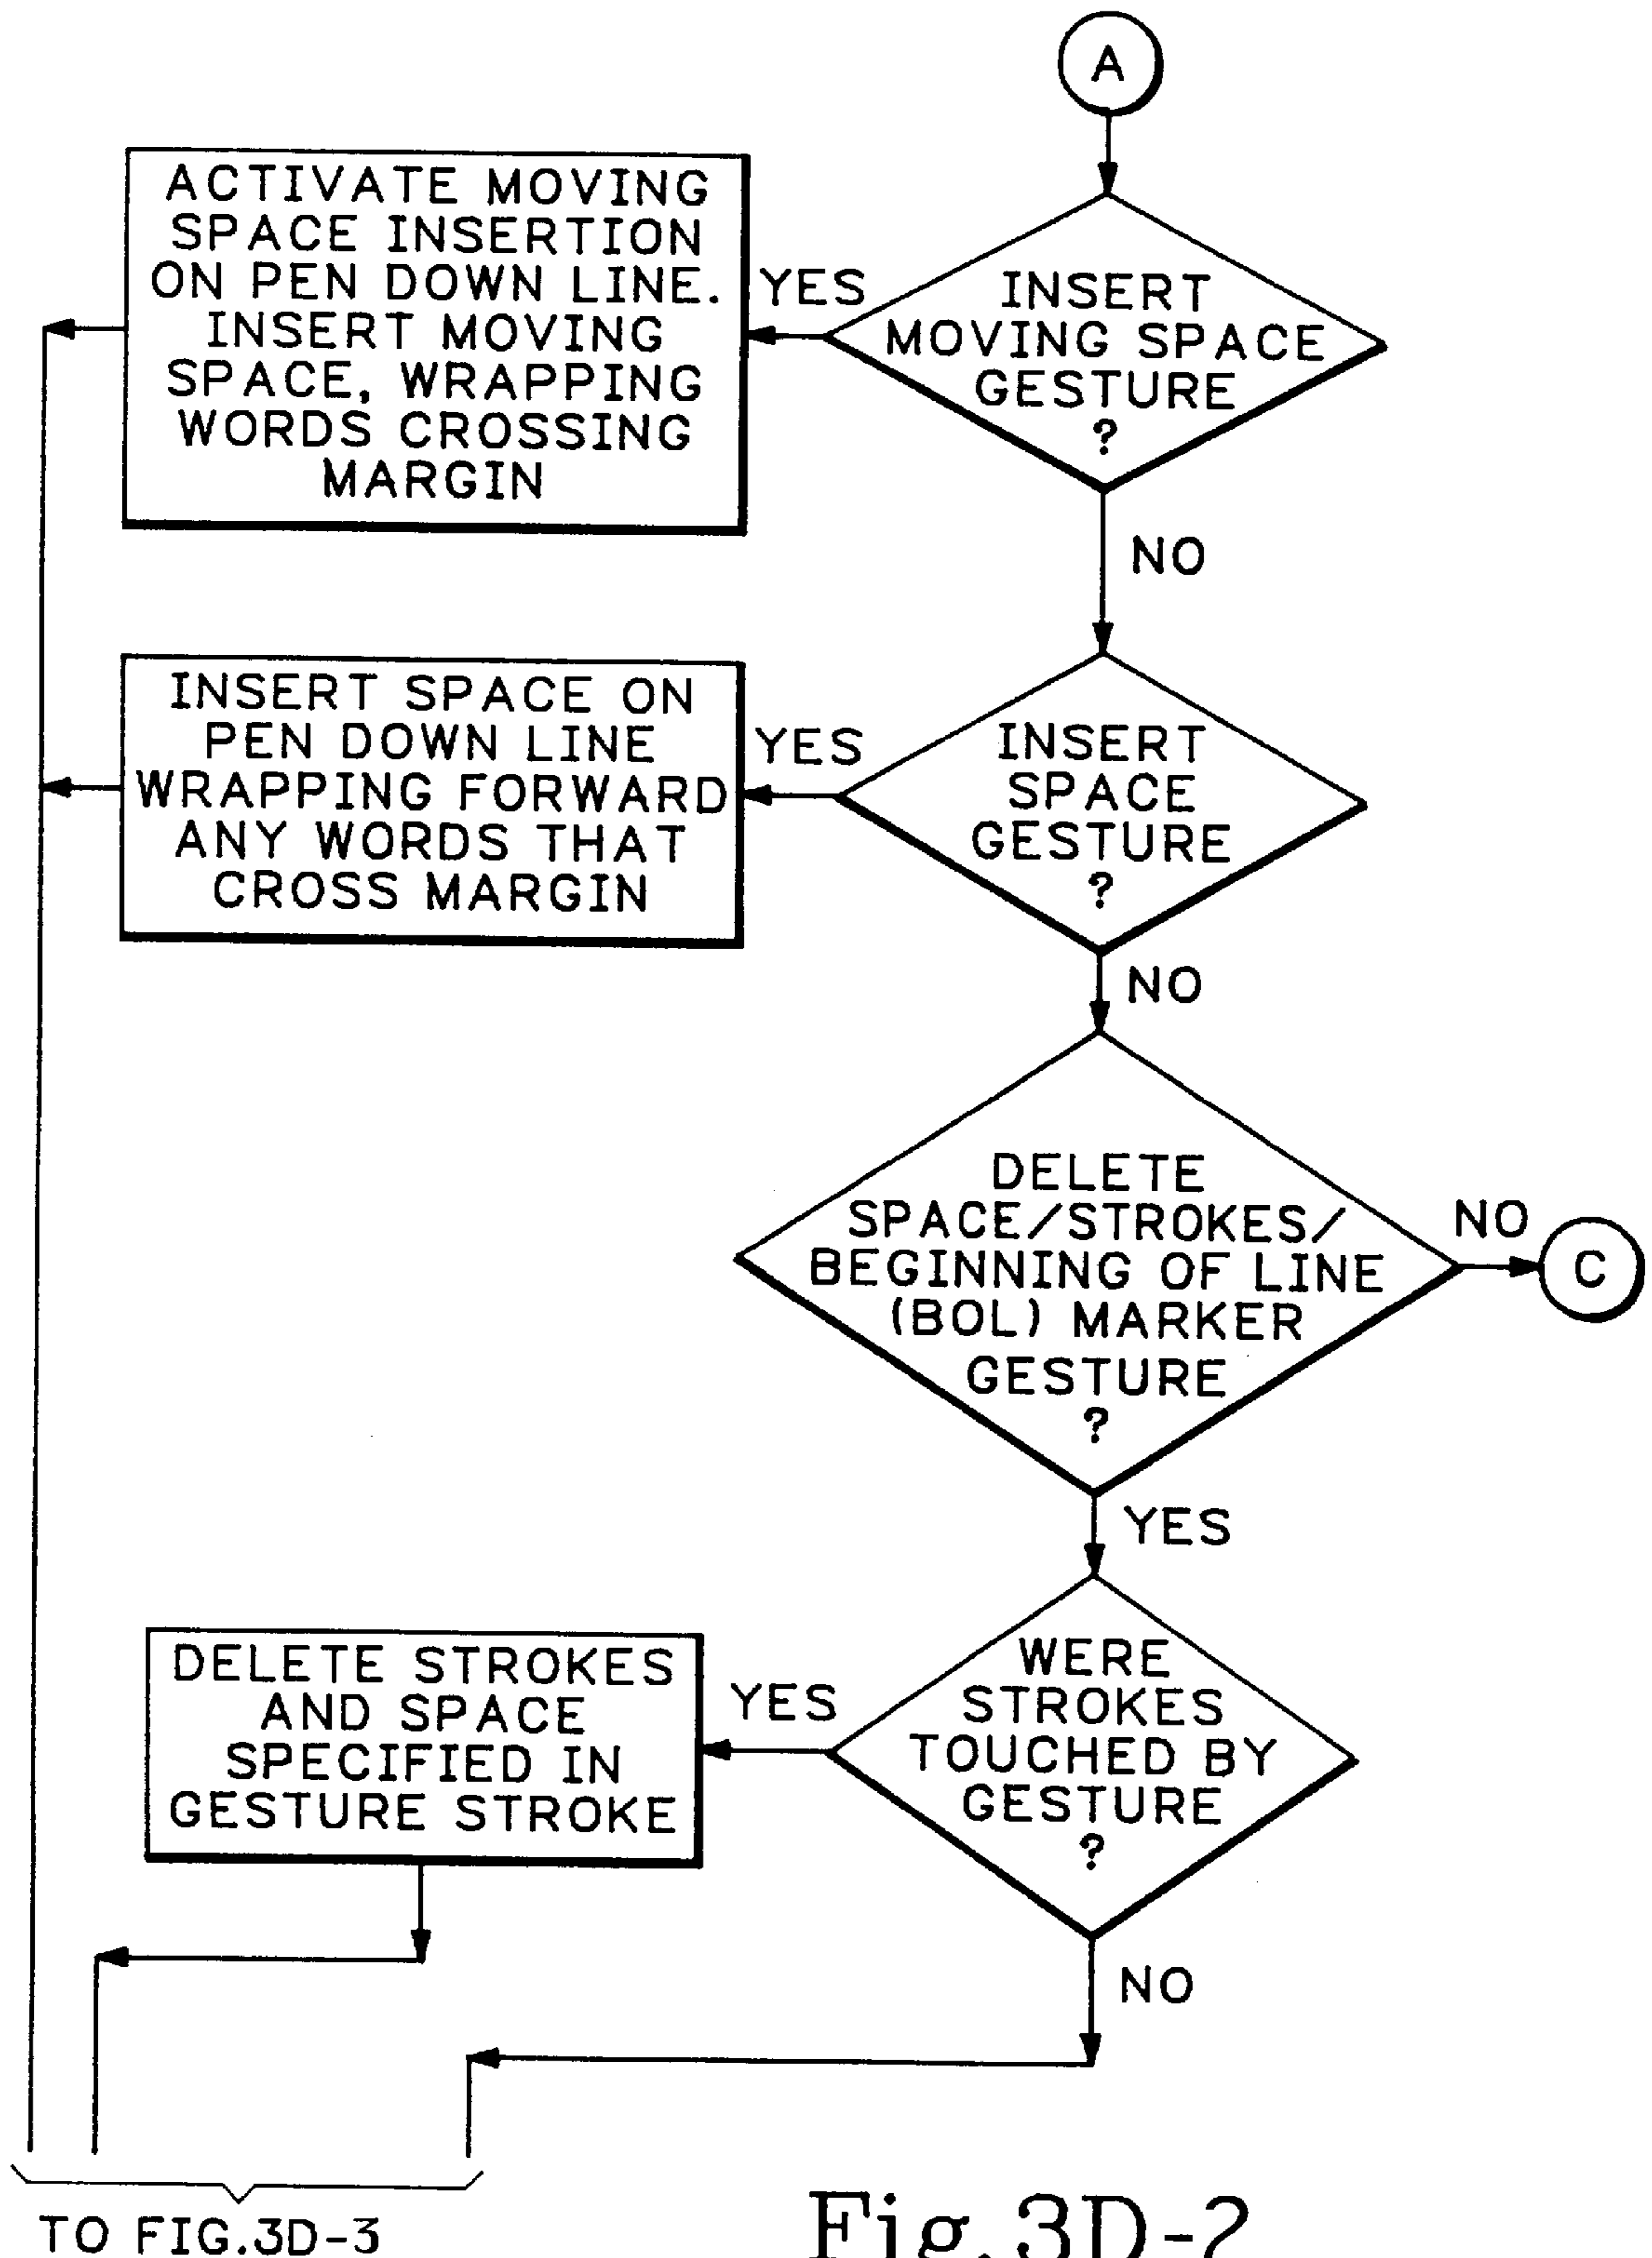 A
ACTIVATE MOVING
SPACE INSERTION
ON PEN DOWN LINE.
INSERT MOVING
SPACE, WRAPPING
WORDS CROSSING
MARGIN
YES
INSERT
MOVING SPACE
GESTURE
?
NO
INSERT SPACE ON
PEN DOWN LINE
WRAPPING FORWARD
ANY WORDS THAT
CROSS MARGIN
YES
INSERT
SPACE
GESTURE
?
NO
DELETE
SPACE/STROKES/
BEGINNING OF LINE
(BOL) MARKER
GESTURE
?
NO
C
YES
DELETE STROKES
AND SPACE
SPECIFIED IN
GESTURE STROKE
YES
WERE
STROKES
TOUCHED BY
GESTURE
?
NO
TO FIG.3D-3
Fig.3D-2